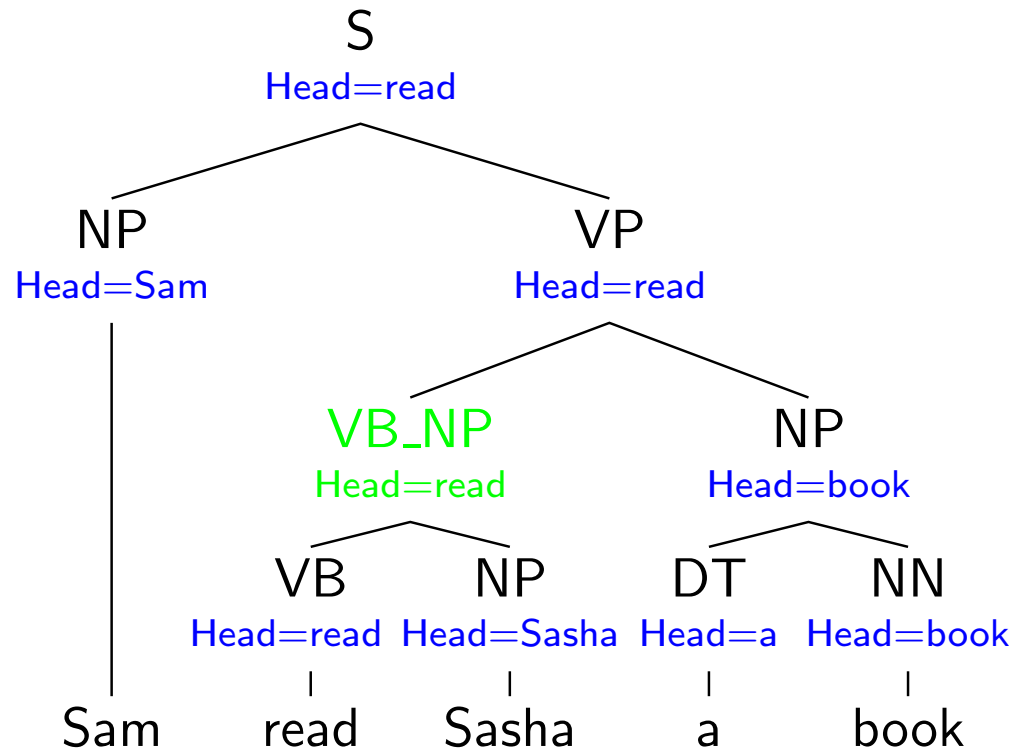 S
Head=read
NP VP
Head=Sam Head=read
VB_NP NP
Head=read Head=book
VB NP DT NN
Head=read Head=Sasha Head=a Head=book
Sam read Sasha a book